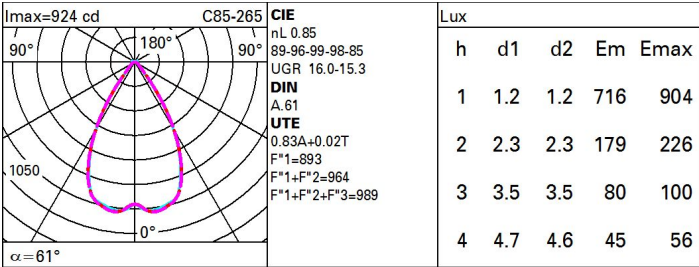 Imax=924 cd C85-265
90° 180° 90°
1050
0°
α=61°
CIE
nL 0.85
89-96-99-98-85
UGR 16.0-15.3
DIN
A.61
UTE
0.83A+0.02T
F"1=893
F"1+F"2=964
F"1+F"2+F"3=989
Lux
h d1 d2 Em Emax
1 1.2 1.2 716 904
2 2.3 2.3 179 226
3 3.5 3.5 80 100
4 4.7 4.6 45 56